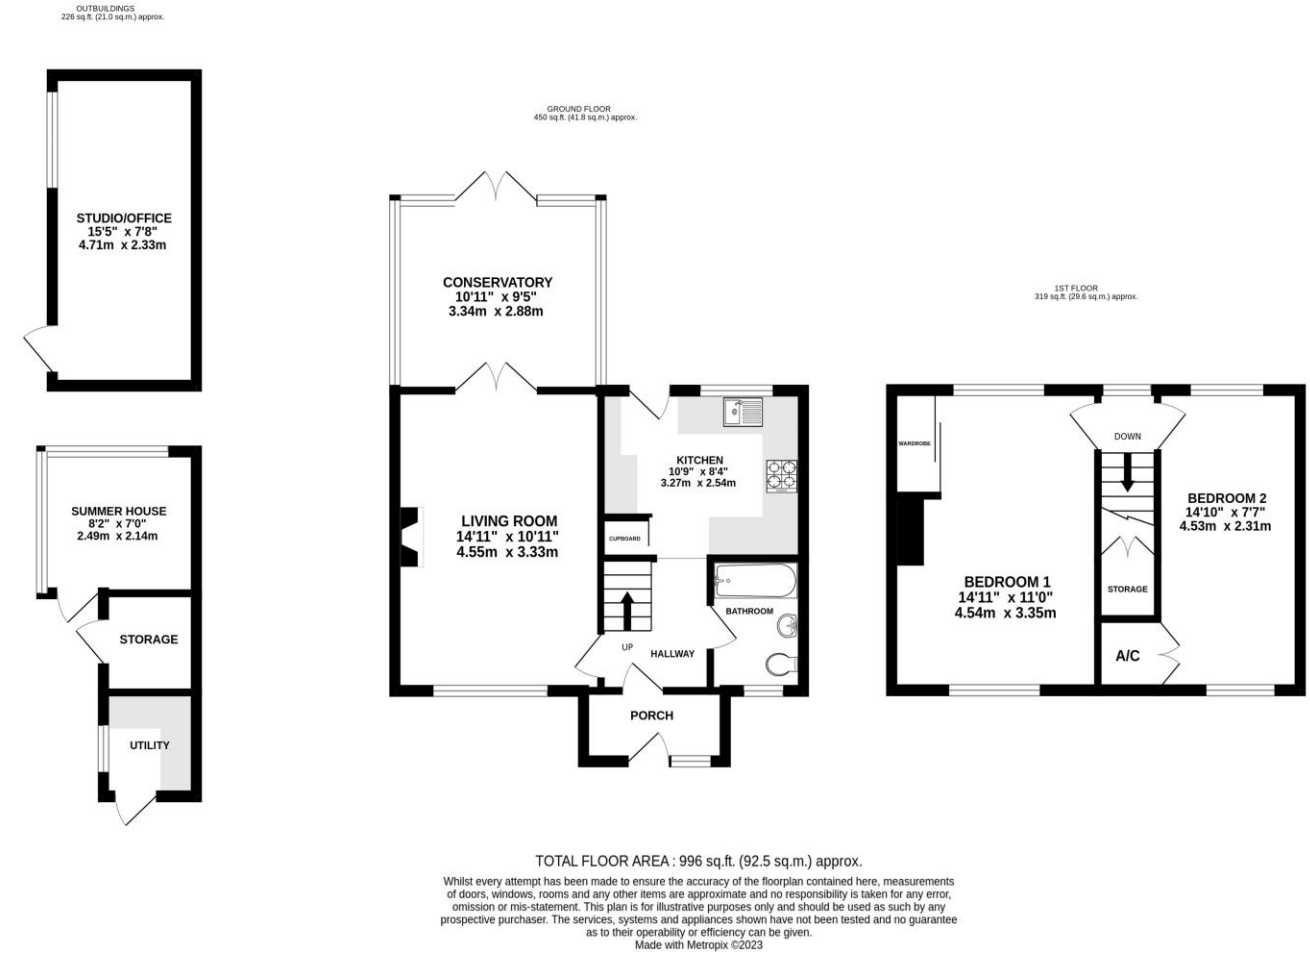 OUTBUILDINGS
226 sq.ft. (21.0 sq.m.) approx.
STUDIO/OFFICE
15'5" x 7'8"
4.71m x 2.33m
SUMMER HOUSE
8'2" x 7'0"
2.49m x 2.14m
STORAGE
UTILITY
GROUND FLOOR
450 sq.ft. (41.8 sq.m.) approx.
CONSERVATORY
10'11" x 9'5"
3.34m x 2.88m
KITCHEN
10'9" x 8'4"
3.27m x 2.54m
LIVING ROOM
14'11" x 10'11"
4.55m x 3.33m
CUPBOARD
BATHROOM
UP
HALLWAY
PORCH
1ST FLOOR
319 sq.ft. (29.6 sq.m.) approx.
WARDROBE
DOWN
BEDROOM 2
14'10" x 7'7"
4.53m x 2.31m
BEDROOM 1
14'11" x 11'0"
4.54m x 3.35m
STORAGE
A/C
TOTAL FLOOR AREA : 996 sq.ft. (92.5 sq.m.) approx.
Whilst every attempt has been made to ensure the accuracy of the floorplan contained here, measurements
of doors, windows, rooms and any other items are approximate and no responsibility is taken for any error,
omission or mis-statement. This plan is for illustrative purposes only and should be used as such by any
prospective purchaser. The services, systems and appliances shown have not been tested and no guarantee
as to their operability or efficiency can be given.
Made with Metropix ©2023